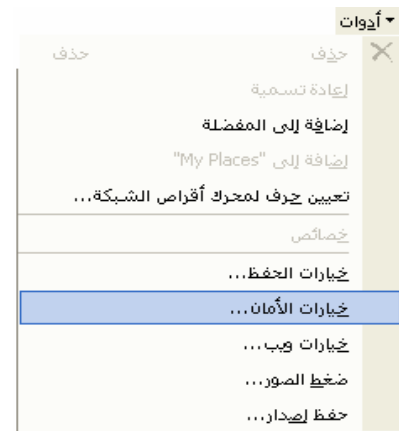 أدوات
حذف حذف
إعادة تسمية
إضافة إلى المفضلة
إضافة إلى "My Places"
تعيين حرف لمحرك أقراص الشبكة...
خصائص
خيارات الحفظ...
خيارات الأمان...
خيارات ويب...
ضغط الصور...
حفظ إصدار...